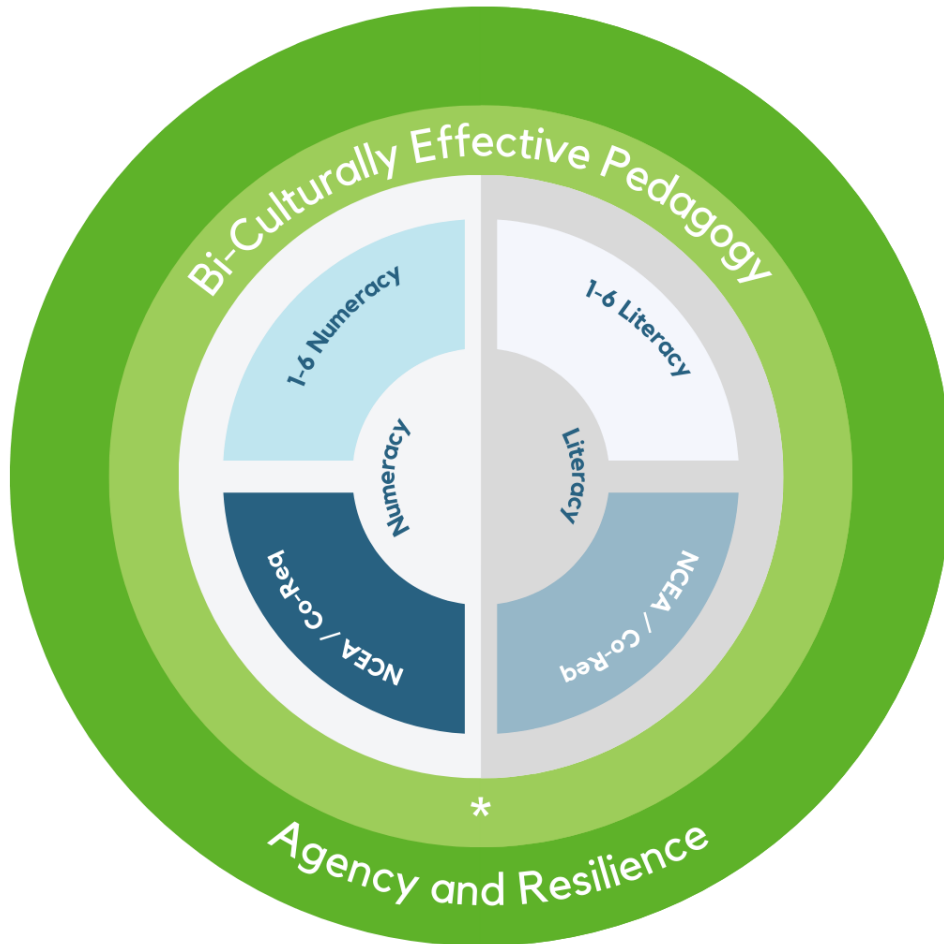 Bi-Culturally Effective Pedagogy
1-6 Numeracy
1-6 Literacy
Numeracy
Literacy
NCEA / Co-Req
NCEA / Co-Req
*
Agency and Resilience